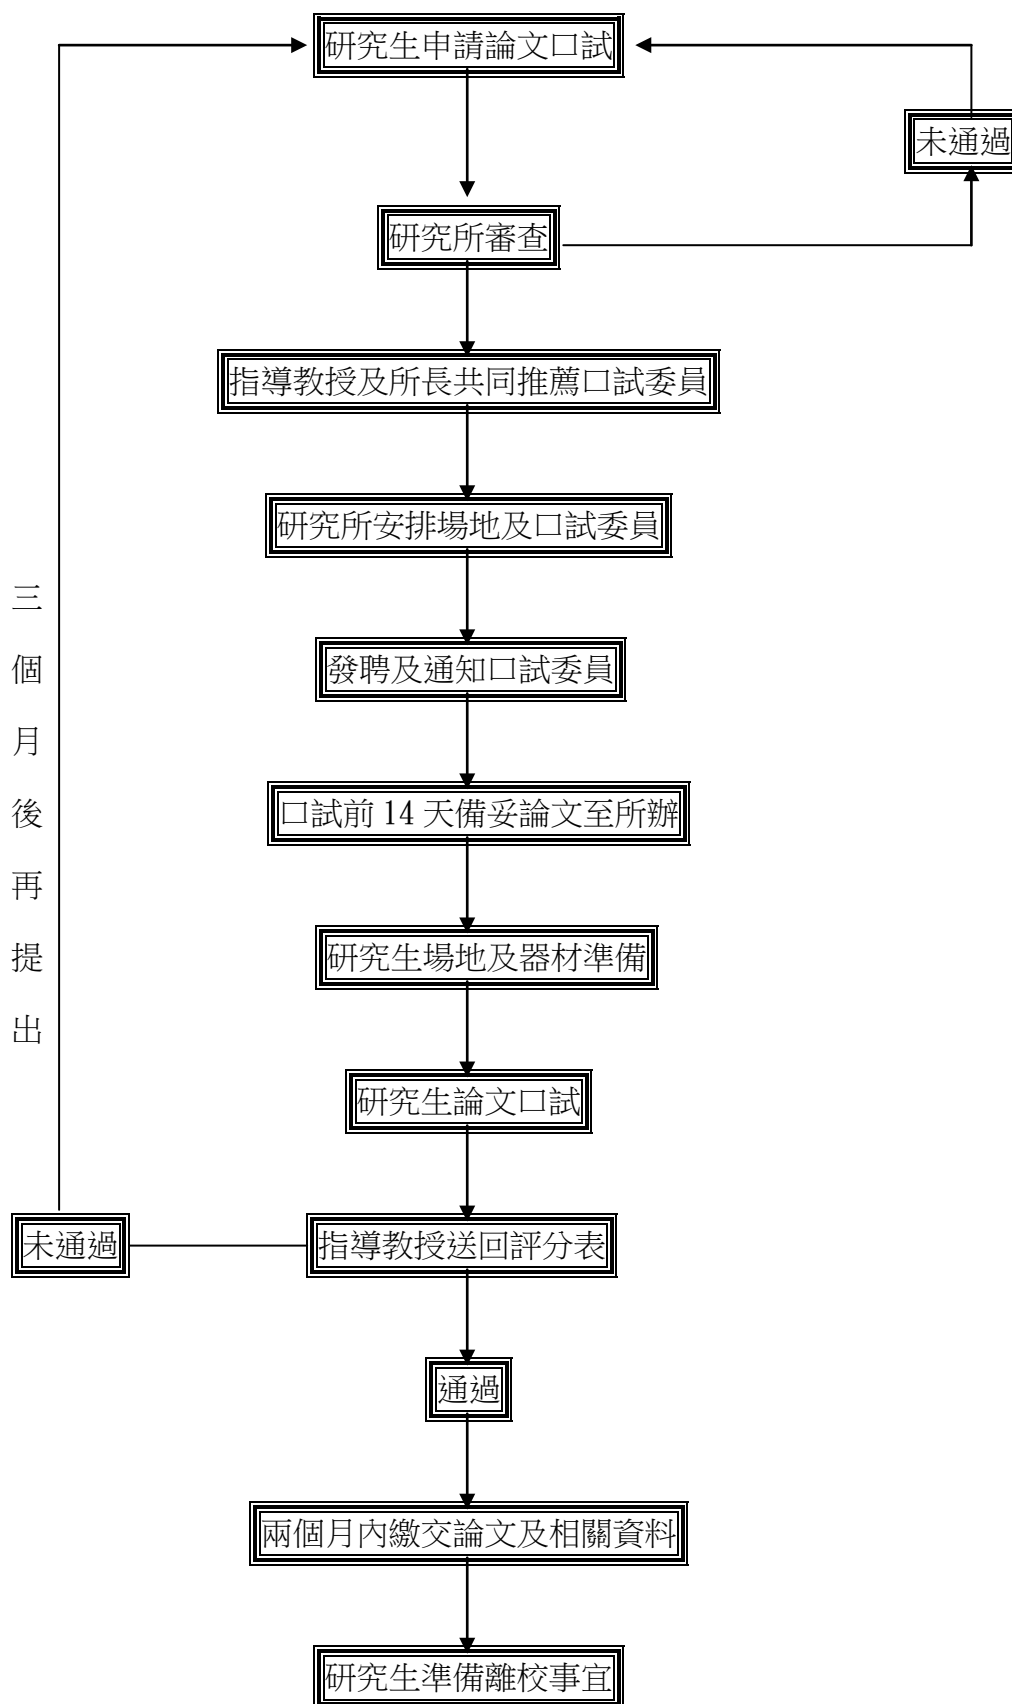 研究生申請論文口試
未通過
研究所審查
指導教授及所長共同推薦口試委員
研究所安排場地及口試委員
發聘及通知口試委員
口試前 14 天備妥論文至所辦
研究生場地及器材準備
研究生論文口試
三個月後再提出
未通過
指導教授送回評分表
通過
兩個月內繳交論文及相關資料
研究生準備離校事宜